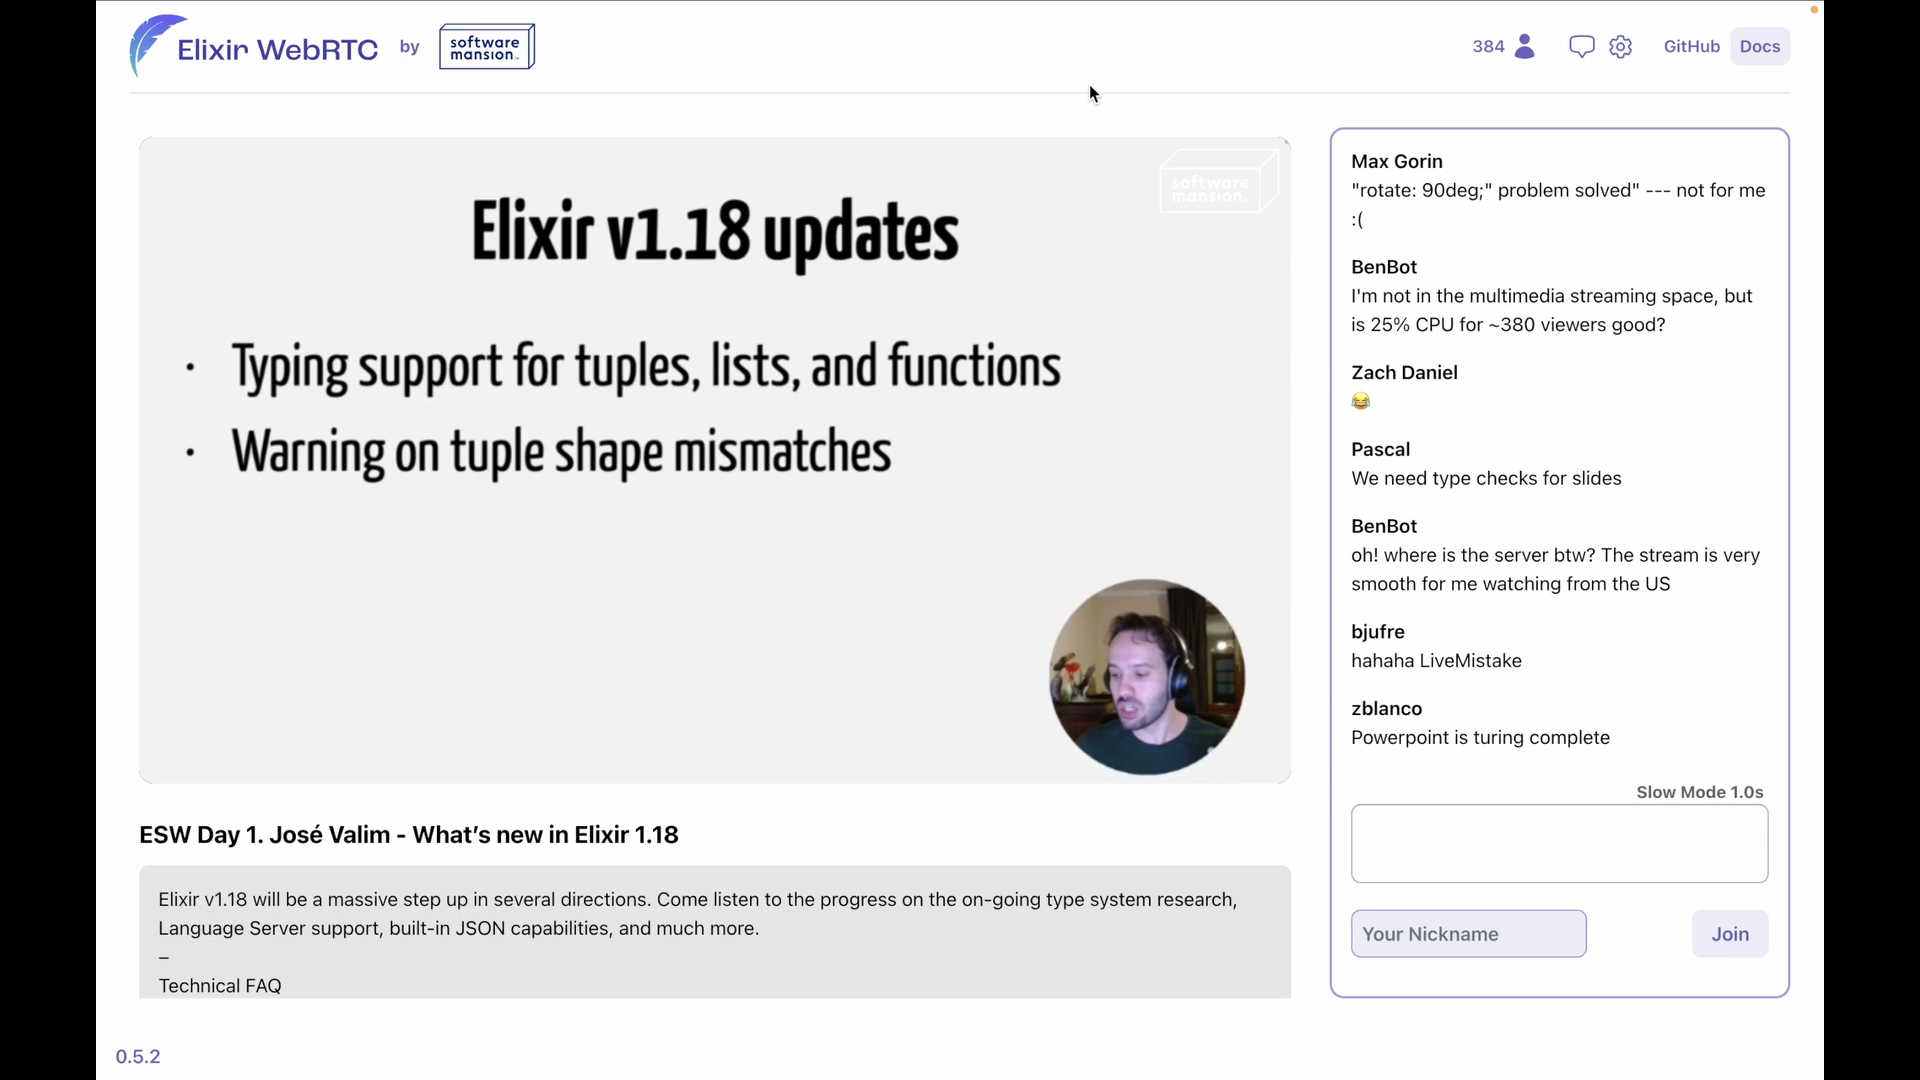 Elixir WebRTC by software mansion
384 GitHub Docs
software
mansion
Elixir v1.18 updates
· Typing support for tuples, lists, and functions
· Warning on tuple shape mismatches
ESW Day 1. José Valim - What’s new in Elixir 1.18
Elixir v1.18 will be a massive step up in several directions. Come listen to the progress on the on-going type system research,
Language Server support, built-in JSON capabilities, and much more.
–
Technical FAQ
0.5.2
Max Gorin
"rotate: 90deg;" problem solved" --- not for me
:(
BenBot
I'm not in the multimedia streaming space, but
is 25% CPU for ~380 viewers good?
Zach Daniel
😂
Pascal
We need type checks for slides
BenBot
oh! where is the server btw? The stream is very
smooth for me watching from the US
bjufre
hahaha LiveMistake
zblanco
Powerpoint is turing complete
Slow Mode 1.0s
Your Nickname
Join